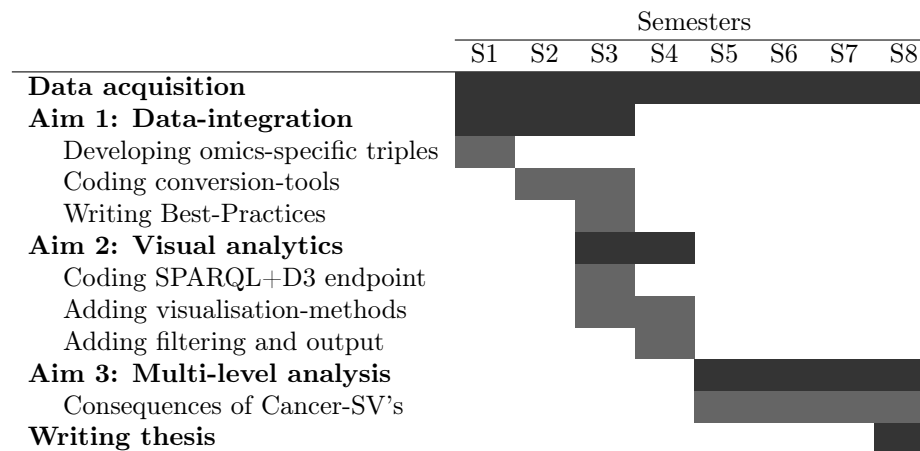 Semesters
S1 S2 S3 S4 S5 S6 S7 S8
Data acquisition
Aim 1: Data-integration
Developing omics-specific triples
Coding conversion-tools
Writing Best-Practices
Aim 2: Visual analytics
Coding SPARQL+D3 endpoint
Adding visualisation-methods
Adding filtering and output
Aim 3: Multi-level analysis
Consequences of Cancer-SV's
Writing thesis